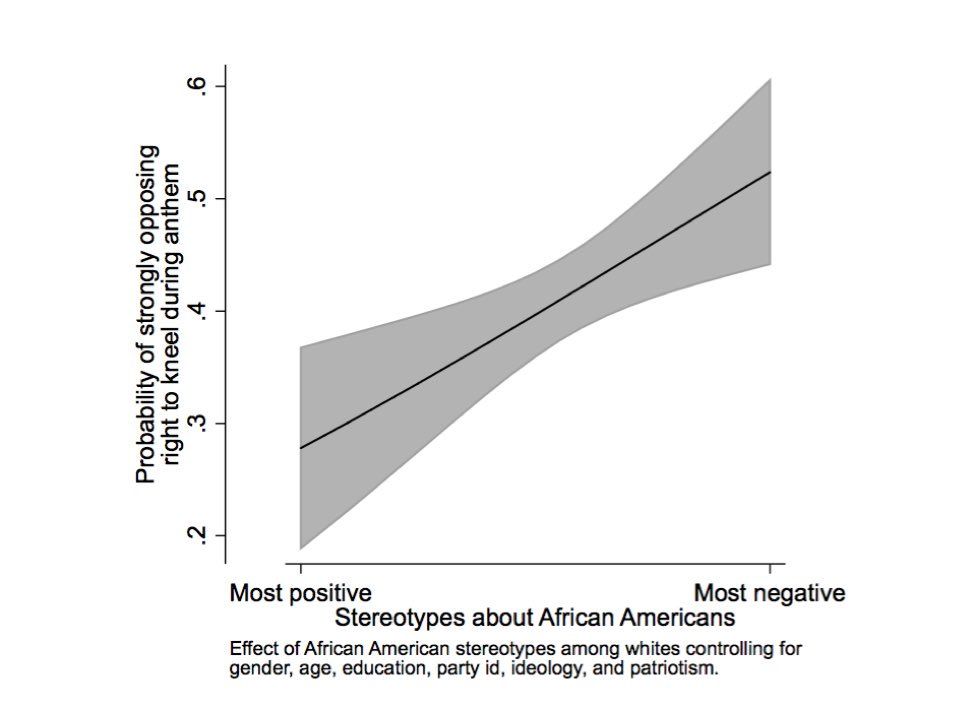 Probability of strongly opposing
right to kneel during anthem
.6
.5
.4
.3
.2
Most positive
Most negative
Stereotypes about African Americans
Effect of African American stereotypes among whites controlling for
gender, age, education, party id, ideology, and patriotism.